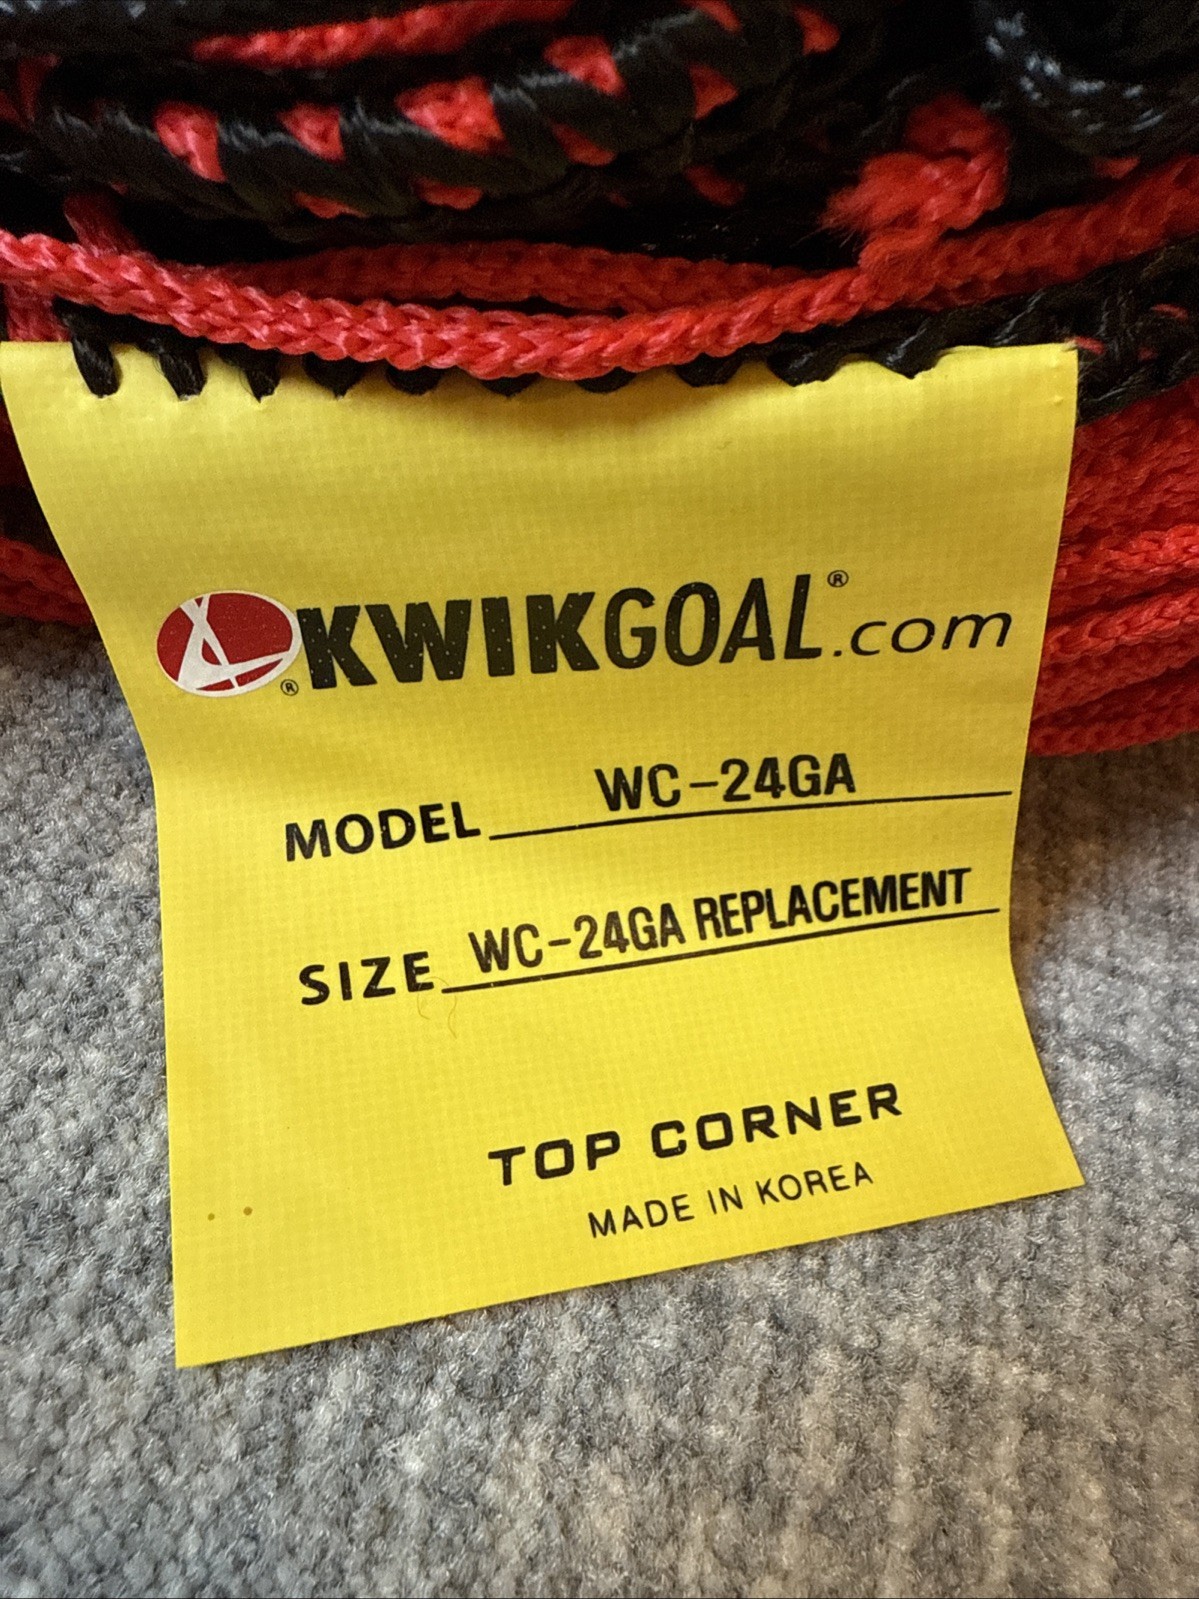 KWIKGOAL®.com
®
MODEL WC-24GA
SIZE WC-24GA REPLACEMENT
TOP CORNER
MADE IN KOREA